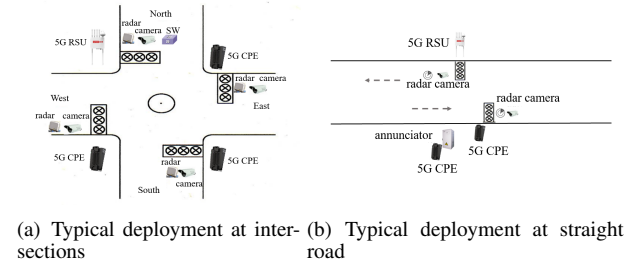 North
radar
camera SW
5G RSU
5G CPE
radar camera
East
West
radar camera
5G CPE
radar
camera
5G CPE
South
5G RSU
radar camera
radar camera
annunciator
5G CPE
5G CPE
(a) Typical deployment at inter-
sections
(b) Typical deployment at straight
road